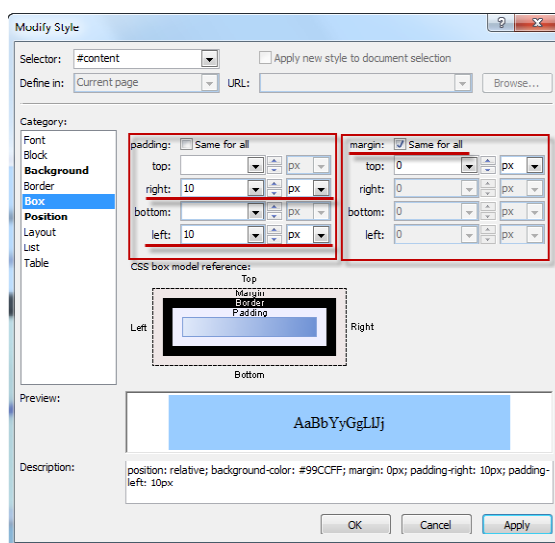 Modify Style
Selector: #content Apply new style to document selection
Define in: Current page URL: Browse...
Category:
Font
Block
Background
Border
Box
Position
Layout
List
Table
padding: Same for all
top: px
right: 10 px
bottom: px
left: 10 px
margin: Same for all
top: 0 px
right: 0 px
bottom: 0 px
left: 0 px
CSS box model reference:
Top
Margin
Border
Padding
Left Right
Bottom
Preview:
AaBbYyGgLlJj
Description:
position: relative; background-color: #99CCFF; margin: 0px; padding-right: 10px; padding-
left: 10px
OK Cancel Apply